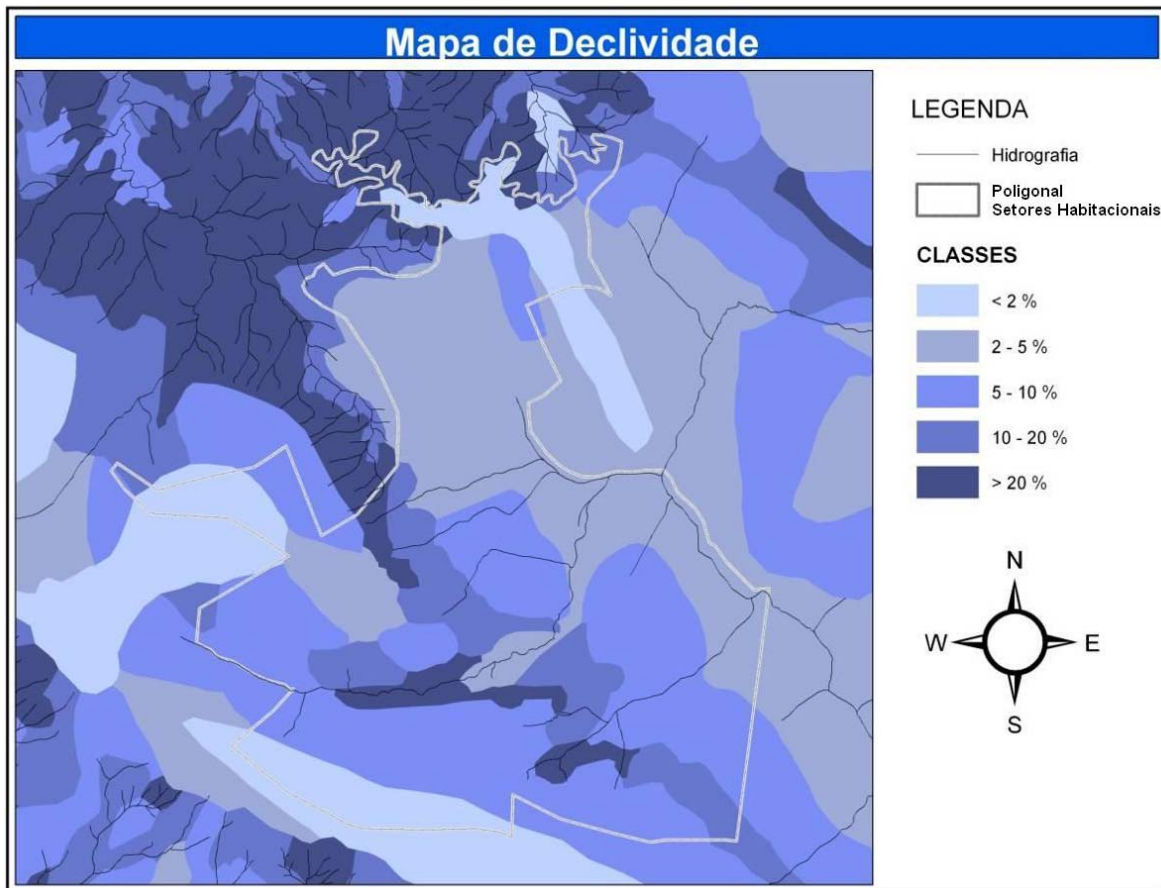 Mapa de Declividade
LEGENDA
Hidrografia
Poligonal
Setores Habitacionais
CLASSES
< 2 %
2 - 5 %
5 - 10 %
10 - 20 %
> 20 %
N
W
E
S